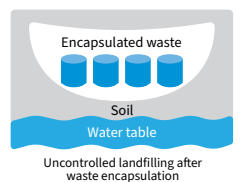 Encapsulated waste
Soil
Water table
Uncontrolled landfilling after
waste encapsulation